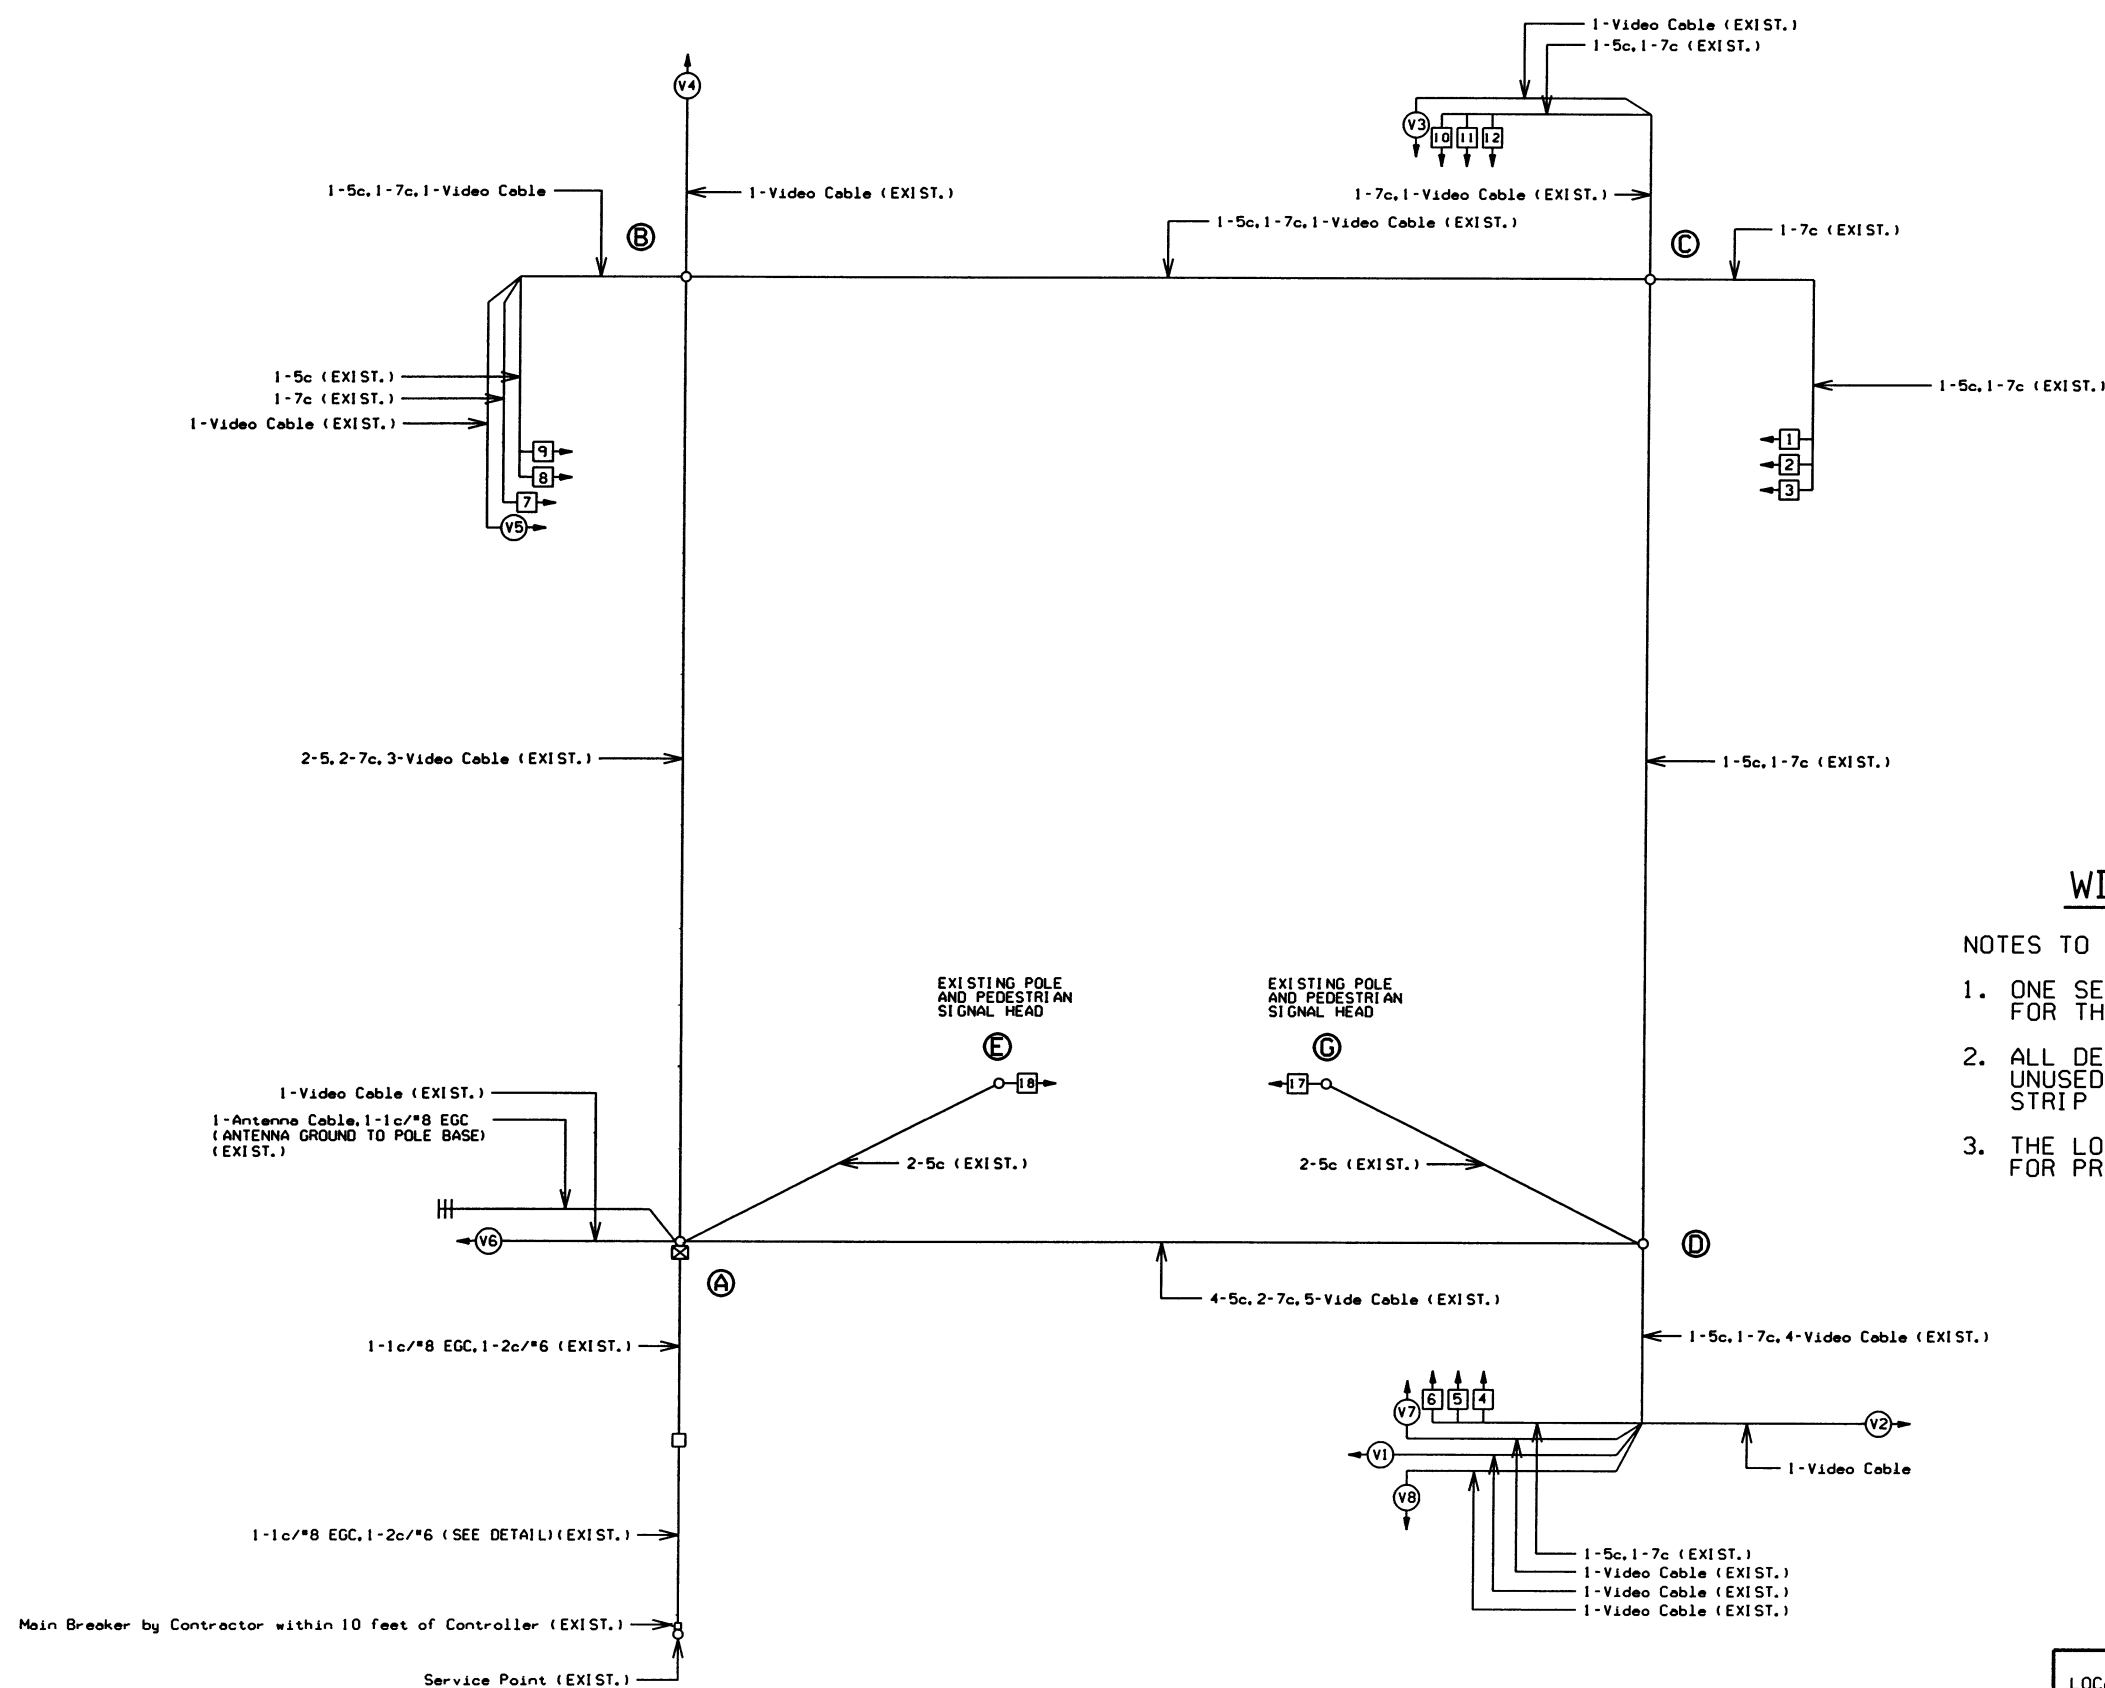 1-Video Cable (EXIST.)
1-5c,1-7c (EXIST.)
V4
V3
10
11
12
1-5c,1-7c,1-Video Cable
1-Video Cable (EXIST.)
1-7c,1-Video Cable (EXIST.)
1-5c,1-7c,1-Video Cable (EXIST.)
1-7c (EXIST.)
B
C
1-5c (EXIST.)
1-7c (EXIST.)
1-Video Cable (EXIST.)
1-5c,1-7c (EXIST.)
9
8
7
V5
1
2
3
2-5,2-7c,3-Video Cable (EXIST.)
1-5c,1-7c (EXIST.)
NOTES TO
1. ONE
FOR
2. ALL
UNUSED
STRIP
3. THE
FOR
EXISTING POLE
AND PEDESTRIAN
SIGNAL HEAD
EXISTING POLE
AND PEDESTRIAN
SIGNAL HEAD
E
G
18
17
1-Video Cable (EXIST.)
1-Antenna Cable,1-1c/#8 EGC
(ANTENNA GROUND TO POLE BASE)
(EXIST.)
2-5c (EXIST.)
2-5c (EXIST.)
V6
A
D
4-5c,2-7c,5-Vide Cable (EXIST.)
1-1c/#8 EGC,1-2c/#6 (EXIST.)
1-5c,1-7c,4-Video Cable (EXIST.)
V7
6
5
4
V2
V1
1-Video Cable
V8
1-1c/#8 EGC,1-2c/#6 (SEE DETAIL)(EXIST.)
1-5c,1-7c (EXIST.)
1-Video Cable (EXIST.)
1-Video Cable (EXIST.)
1-Video Cable (EXIST.)
Main Breaker by Contractor within 10 feet of Controller (EXIST.)
Service Point (EXIST.)